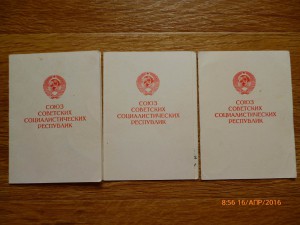 СОЮЗ
СОВЕТСКИХ
СОЦИАЛИСТИЧЕСКИХ
РЕСПУБЛИК
СОЮЗ
СОВЕТСКИХ
СОЦИАЛИСТИЧЕСКИХ
РЕСПУБЛИК
СОЮЗ
СОВЕТСКИХ
СОЦИАЛИСТИЧЕСКИХ
РЕСПУБЛИК
8:56 16/АПР/2016